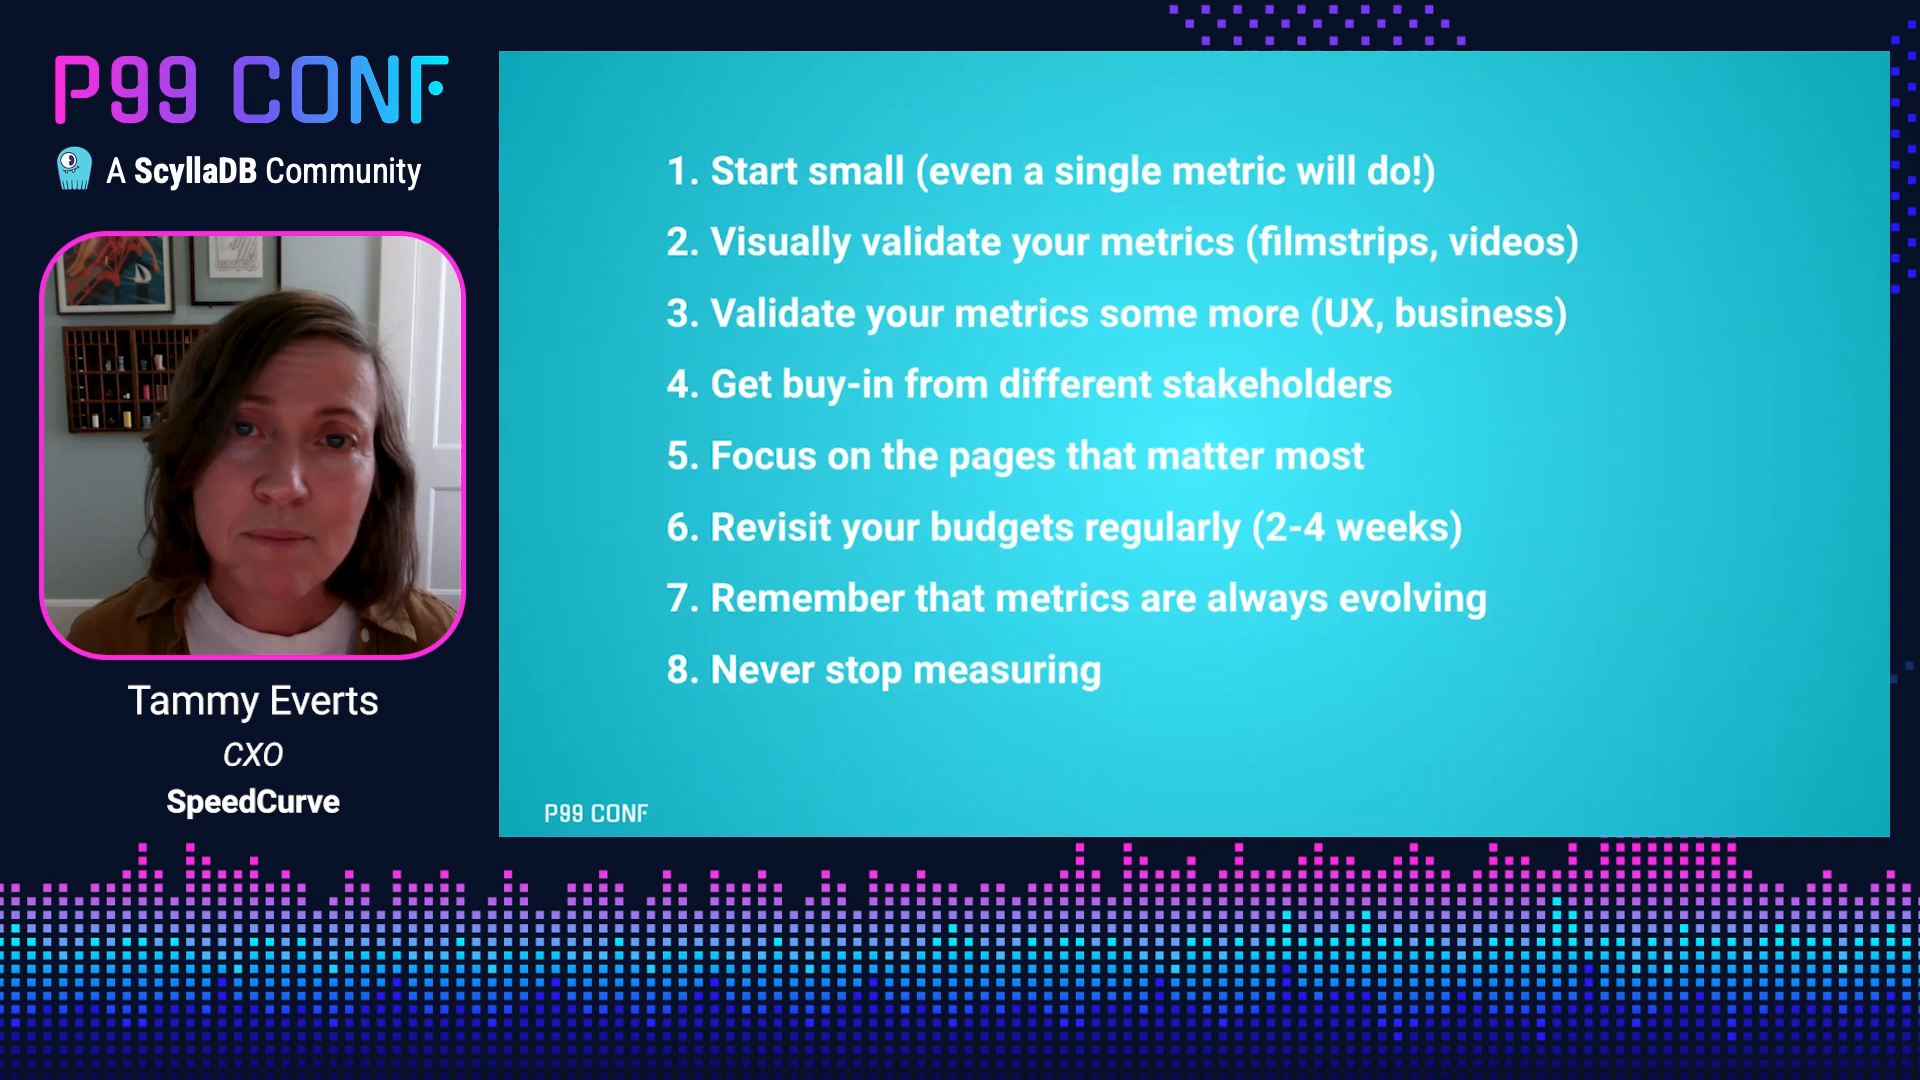 P99 CONF
A ScyllaDB Community
Tammy Everts
CXO
SpeedCurve
1. Start small (even a single metric will do!)
2. Visually validate your metrics (filmstrips, videos)
3. Validate your metrics some more (UX, business)
4. Get buy-in from different stakeholders
5. Focus on the pages that matter most
6. Revisit your budgets regularly (2-4 weeks)
7. Remember that metrics are always evolving
8. Never stop measuring
P99 CONF